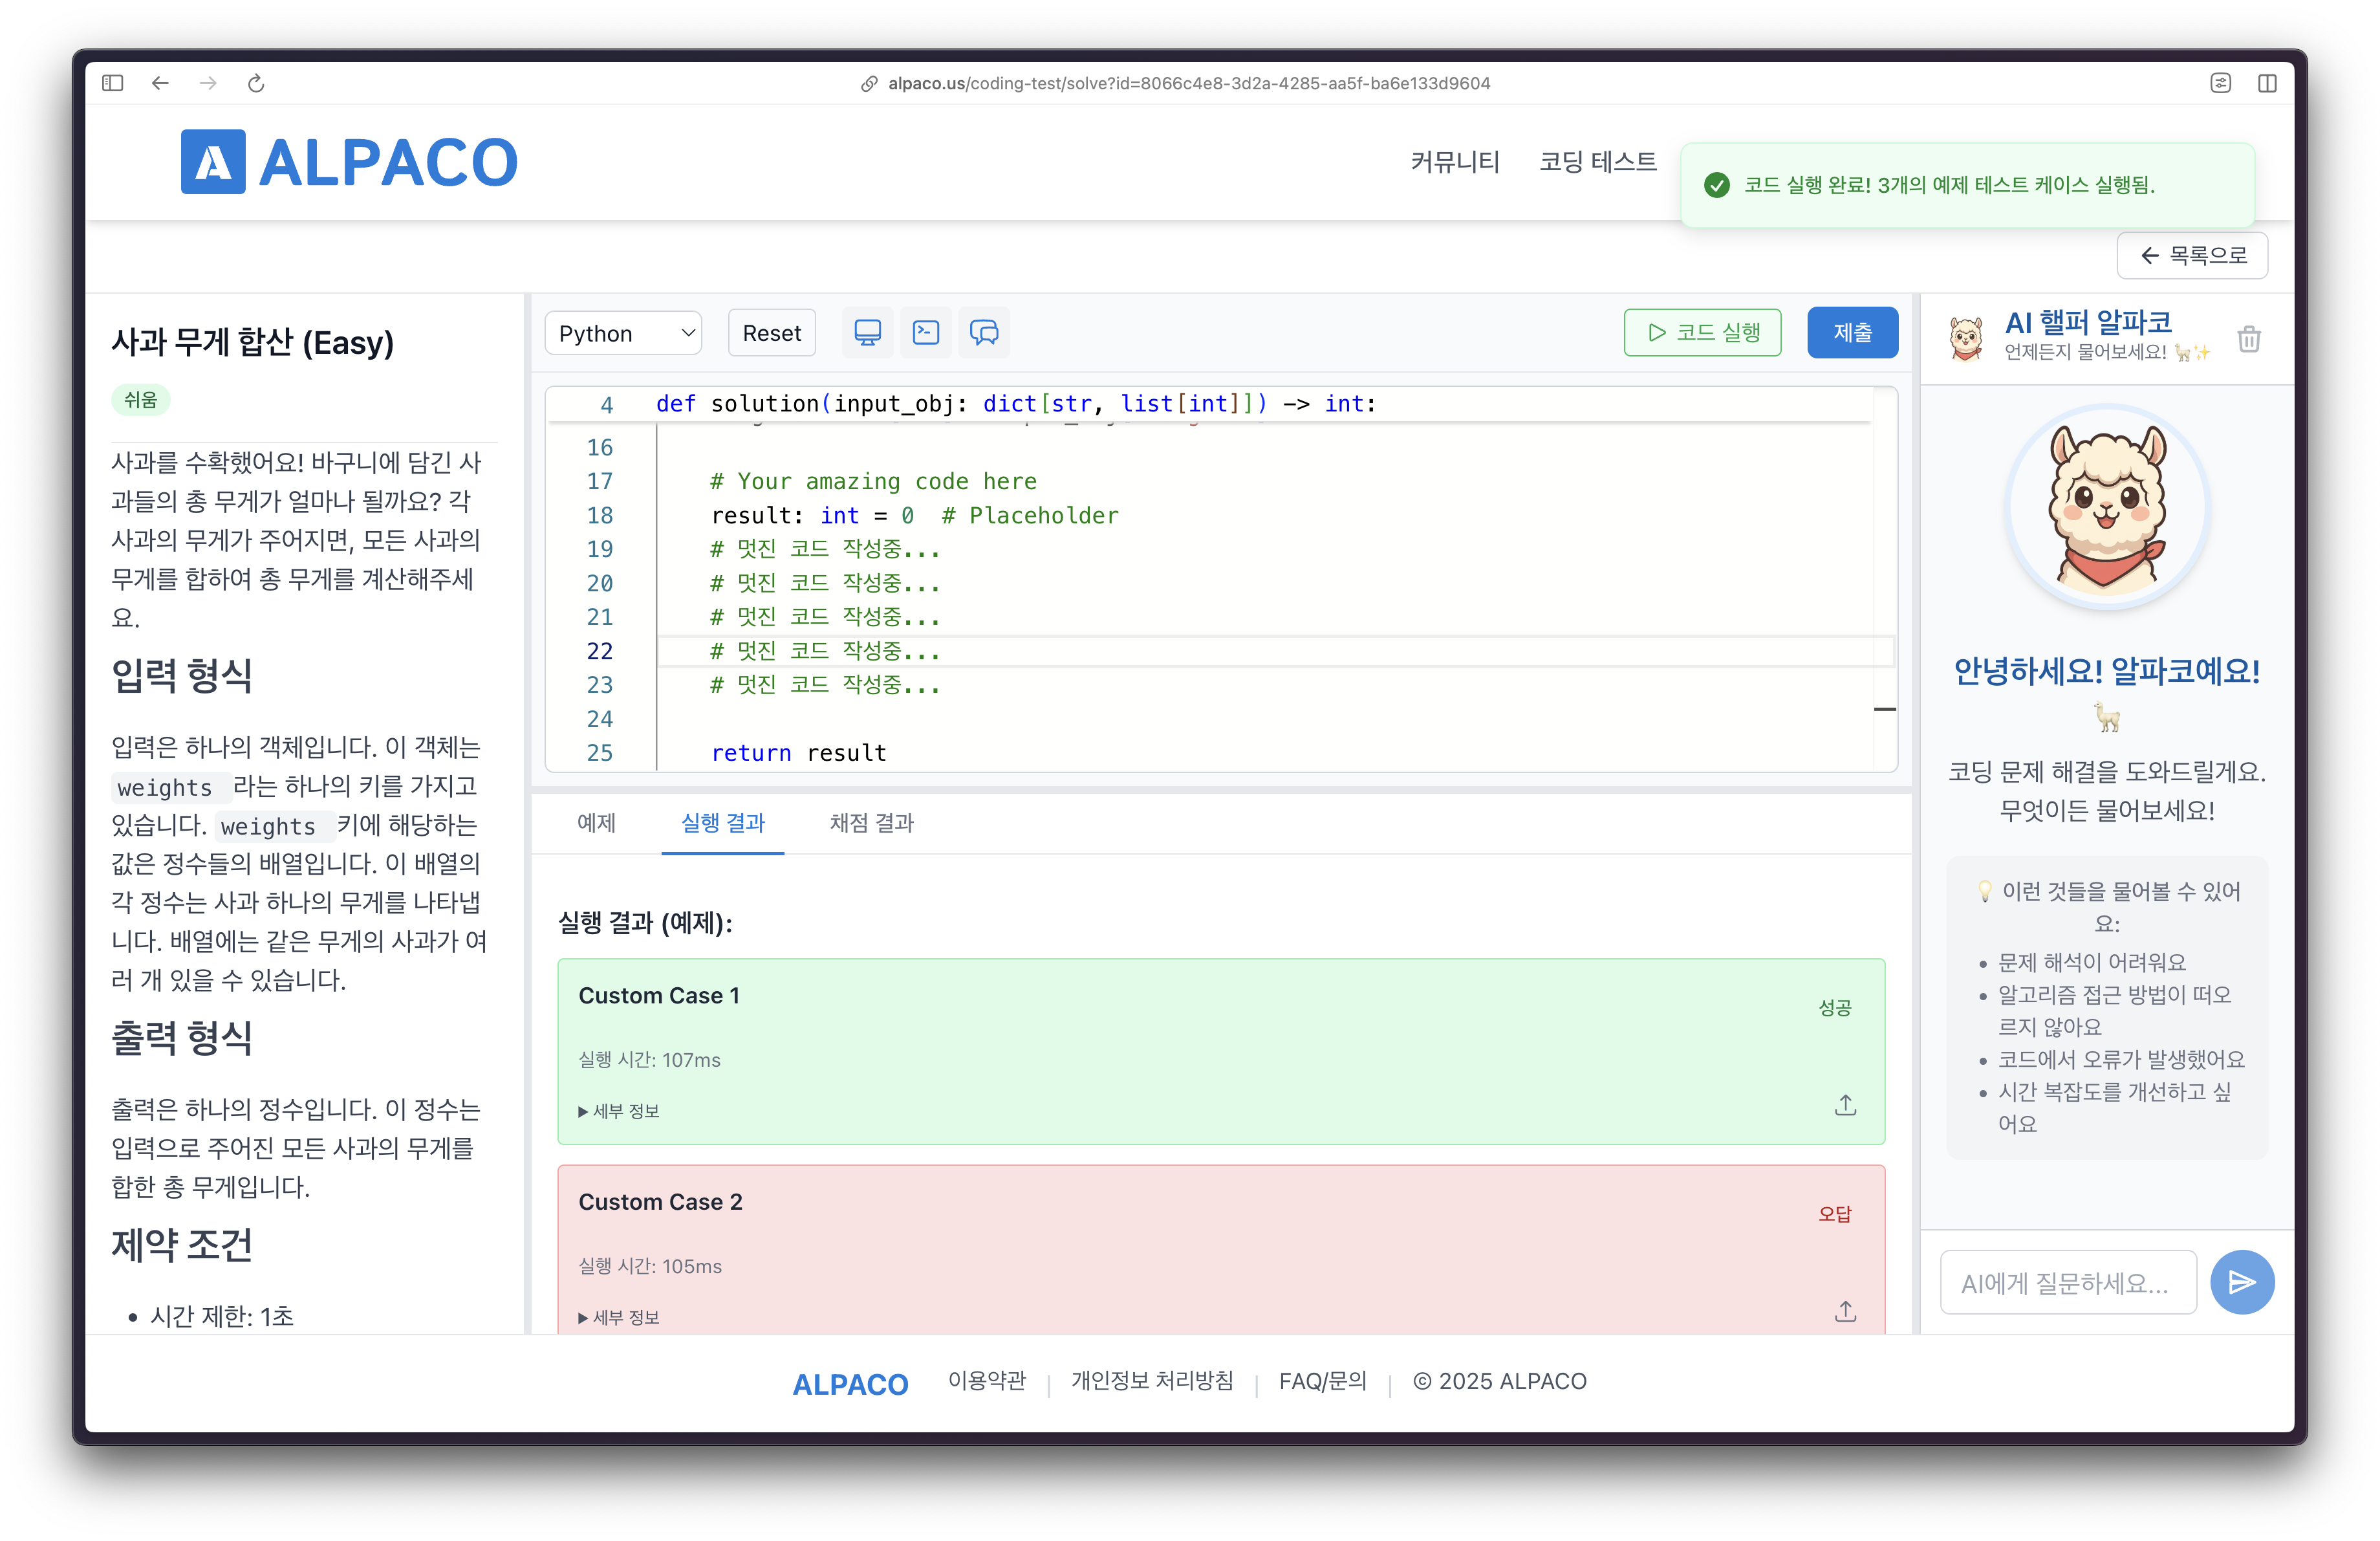 alpaco.us/coding-test/solve?id=8066c4e8-3d2a-4285-aa5f-ba6e133d9604
ALPACO
커뮤니티
코딩 테스트
코드 실행 완료! 3개의 예제 테스트 케이스 실행됨.
목록으로
사과 무게 합산 (Easy)
쉬움
사과를 수확했어요! 바구니에 담긴 사
과들의 총 무게가 얼마나 될까요? 각
사과의 무게가 주어지면, 모든 사과의
무게를 합하여 총 무게를 계산해주세
요.
입력 형식
입력은 하나의 객체입니다. 이 객체는
weights 라는 하나의 키를 가지고
있습니다. weights 키에 해당하는
값은 정수들의 배열입니다. 이 배열의
각 정수는 사과 하나의 무게를 나타냅
니다. 배열에는 같은 무게의 사과가 여
러 개 있을 수 있습니다.
출력 형식
출력은 하나의 정수입니다. 이 정수는
입력으로 주어진 모든 사과의 무게를
합한 총 무게입니다.
제약 조건
• 시간 제한: 1초
Python
Reset
코드 실행
제출
4 def solution(input_obj: dict[str, list[int]]) -> int:
16
17 # Your amazing code here
18 result: int = 0 # Placeholder
19 # 멋진 코드 작성중...
20 # 멋진 코드 작성중...
21 # 멋진 코드 작성중...
22 # 멋진 코드 작성중...
23 # 멋진 코드 작성중...
24
25 return result
예제
실행 결과
채점 결과
실행 결과 (예제):
Custom Case 1
성공
실행 시간: 107ms
▶ 세부 정보
Custom Case 2
오답
실행 시간: 105ms
▶ 세부 정보
AI 핼퍼 알파코
언제든지 물어보세요! 🦙✨
안녕하세요! 알파코예요!
🦙
코딩 문제 해결을 도와드릴게요.
무엇이든 물어보세요!
💡 이런 것들을 물어볼 수 있어
요:
• 문제 해석이 어려워요
• 알고리즘 접근 방법이 떠오
르지 않아요
• 코드에서 오류가 발생했어요
• 시간 복잡도를 개선하고 싶
어요
AI에게 질문하세요...
ALPACO
이용약관
개인정보 처리방침
FAQ/문의
© 2025 ALPACO